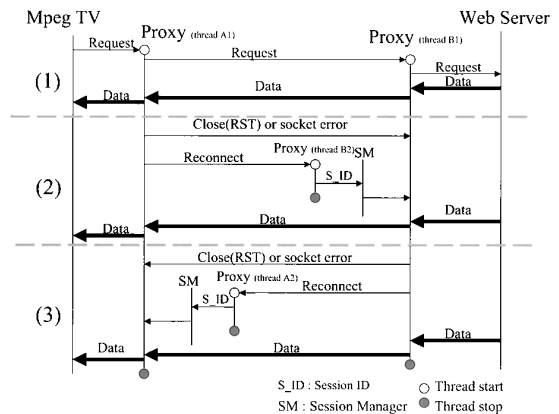 Mpeg TV
Web Server
Proxy (thread A1)
Proxy (thread B1)
Request
Request
Request
(1)
Data
Data
Data
Close(RST) or socket error
Proxy (thread B2)
SM
Reconnect
S_ID
(2)
Data
Data
Data
Close(RST) or socket error
SM
Proxy (thread A2)
Reconnect
S_ID
(3)
Data
Data
Data
S_ID : Session ID
Thread start
SM : Session Manager
Thread stop